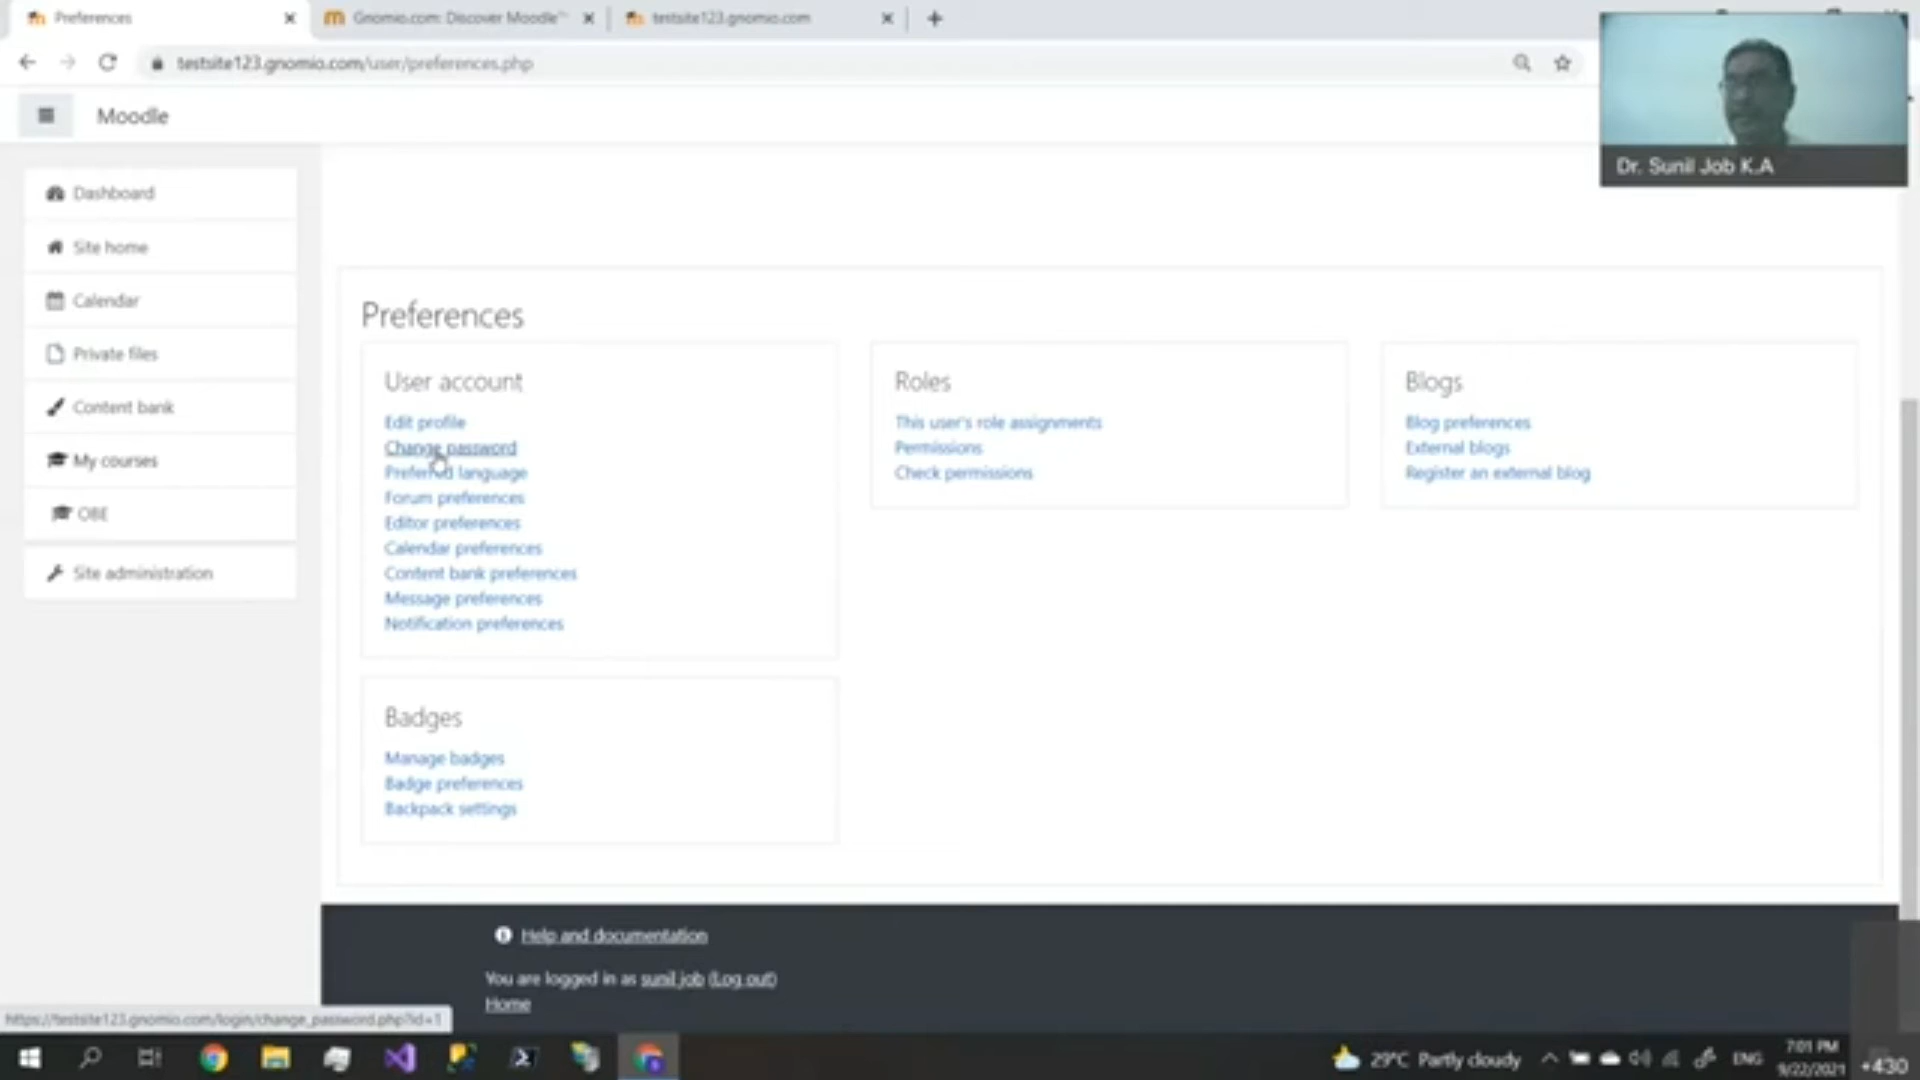 Preferences
Gnomio.com: Discover Moodle™
testsite123.gnomio.com
testsite123.gnomio.com/user/preferences.php
Moodle
Dr. Sunil Job K.A
Dashboard
Site home
Calendar
Private files
Content bank
My courses
OBE
Site administration
Preferences
User account
Edit profile
Change password
Preferred language
Forum preferences
Editor preferences
Calendar preferences
Content bank preferences
Message preferences
Notification preferences
Roles
This user's role assignments
Permissions
Check permissions
Blogs
Blog preferences
External blogs
Register an external blog
Badges
Manage badges
Badge preferences
Backpack settings
Help and documentation
You are logged in as sunil job (Log out)
Home
https://testsite123.gnomio.com/login/change_password.php?id=1
29°C Partly cloudy
ENG
7:01 PM
9/22/2021
+430